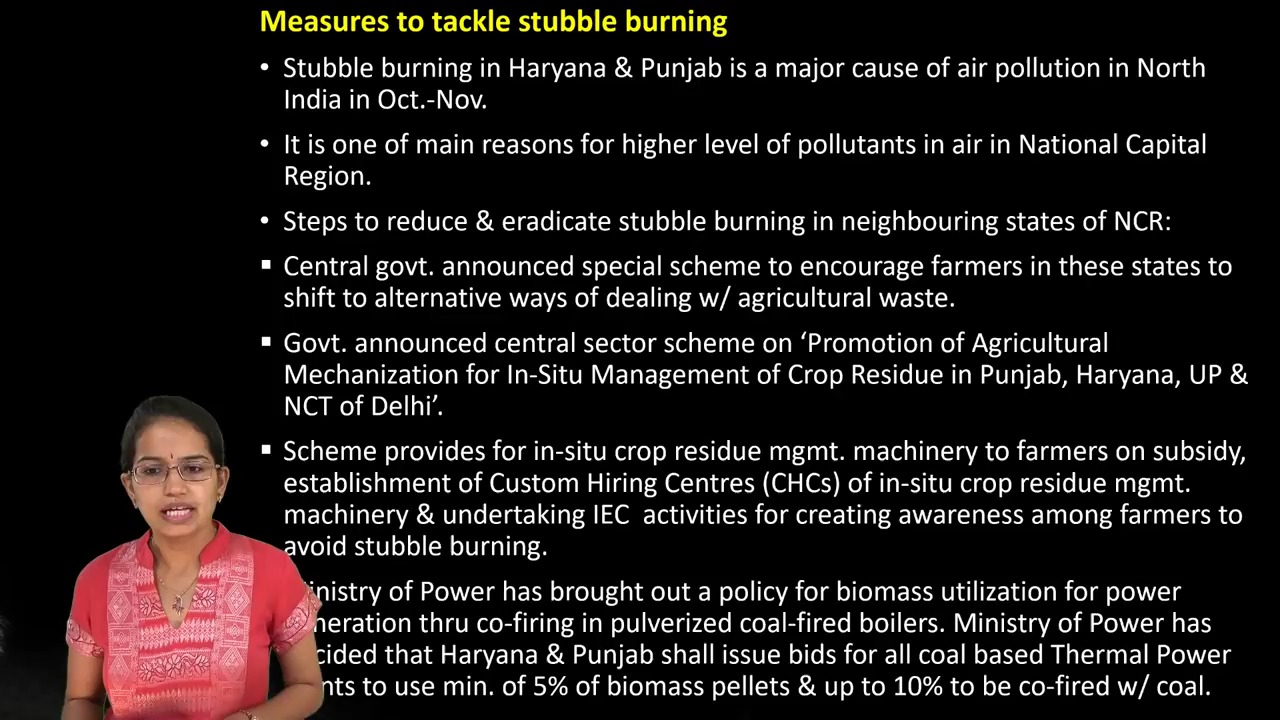 Measures to tackle stubble burning
• Stubble burning in Haryana & Punjab is a major cause of air pollution in North
India in Oct.-Nov.
• It is one of main reasons for higher level of pollutants in air in National Capital
Region.
• Steps to reduce & eradicate stubble burning in neighbouring states of NCR:
▪ Central govt. announced special scheme to encourage farmers in these states to
shift to alternative ways of dealing w/ agricultural waste.
▪ Govt. announced central sector scheme on ‘Promotion of Agricultural
Mechanization for In-Situ Management of Crop Residue in Punjab, Haryana, UP &
NCT of Delhi’.
▪ Scheme provides for in-situ crop residue mgmt. machinery to farmers on subsidy,
establishment of Custom Hiring Centres (CHCs) of in-situ crop residue mgmt.
machinery & undertaking IEC activities for creating awareness among farmers to
avoid stubble burning.
of Power has brought out a policy for biomass utilization for power
thru co-firing in pulverized coal-fired boilers. Ministry of Power has
that Haryana & Punjab shall issue bids for all coal based Thermal Power
to use min. of 5% of biomass pellets & up to 10% to be co-fired w/ coal.